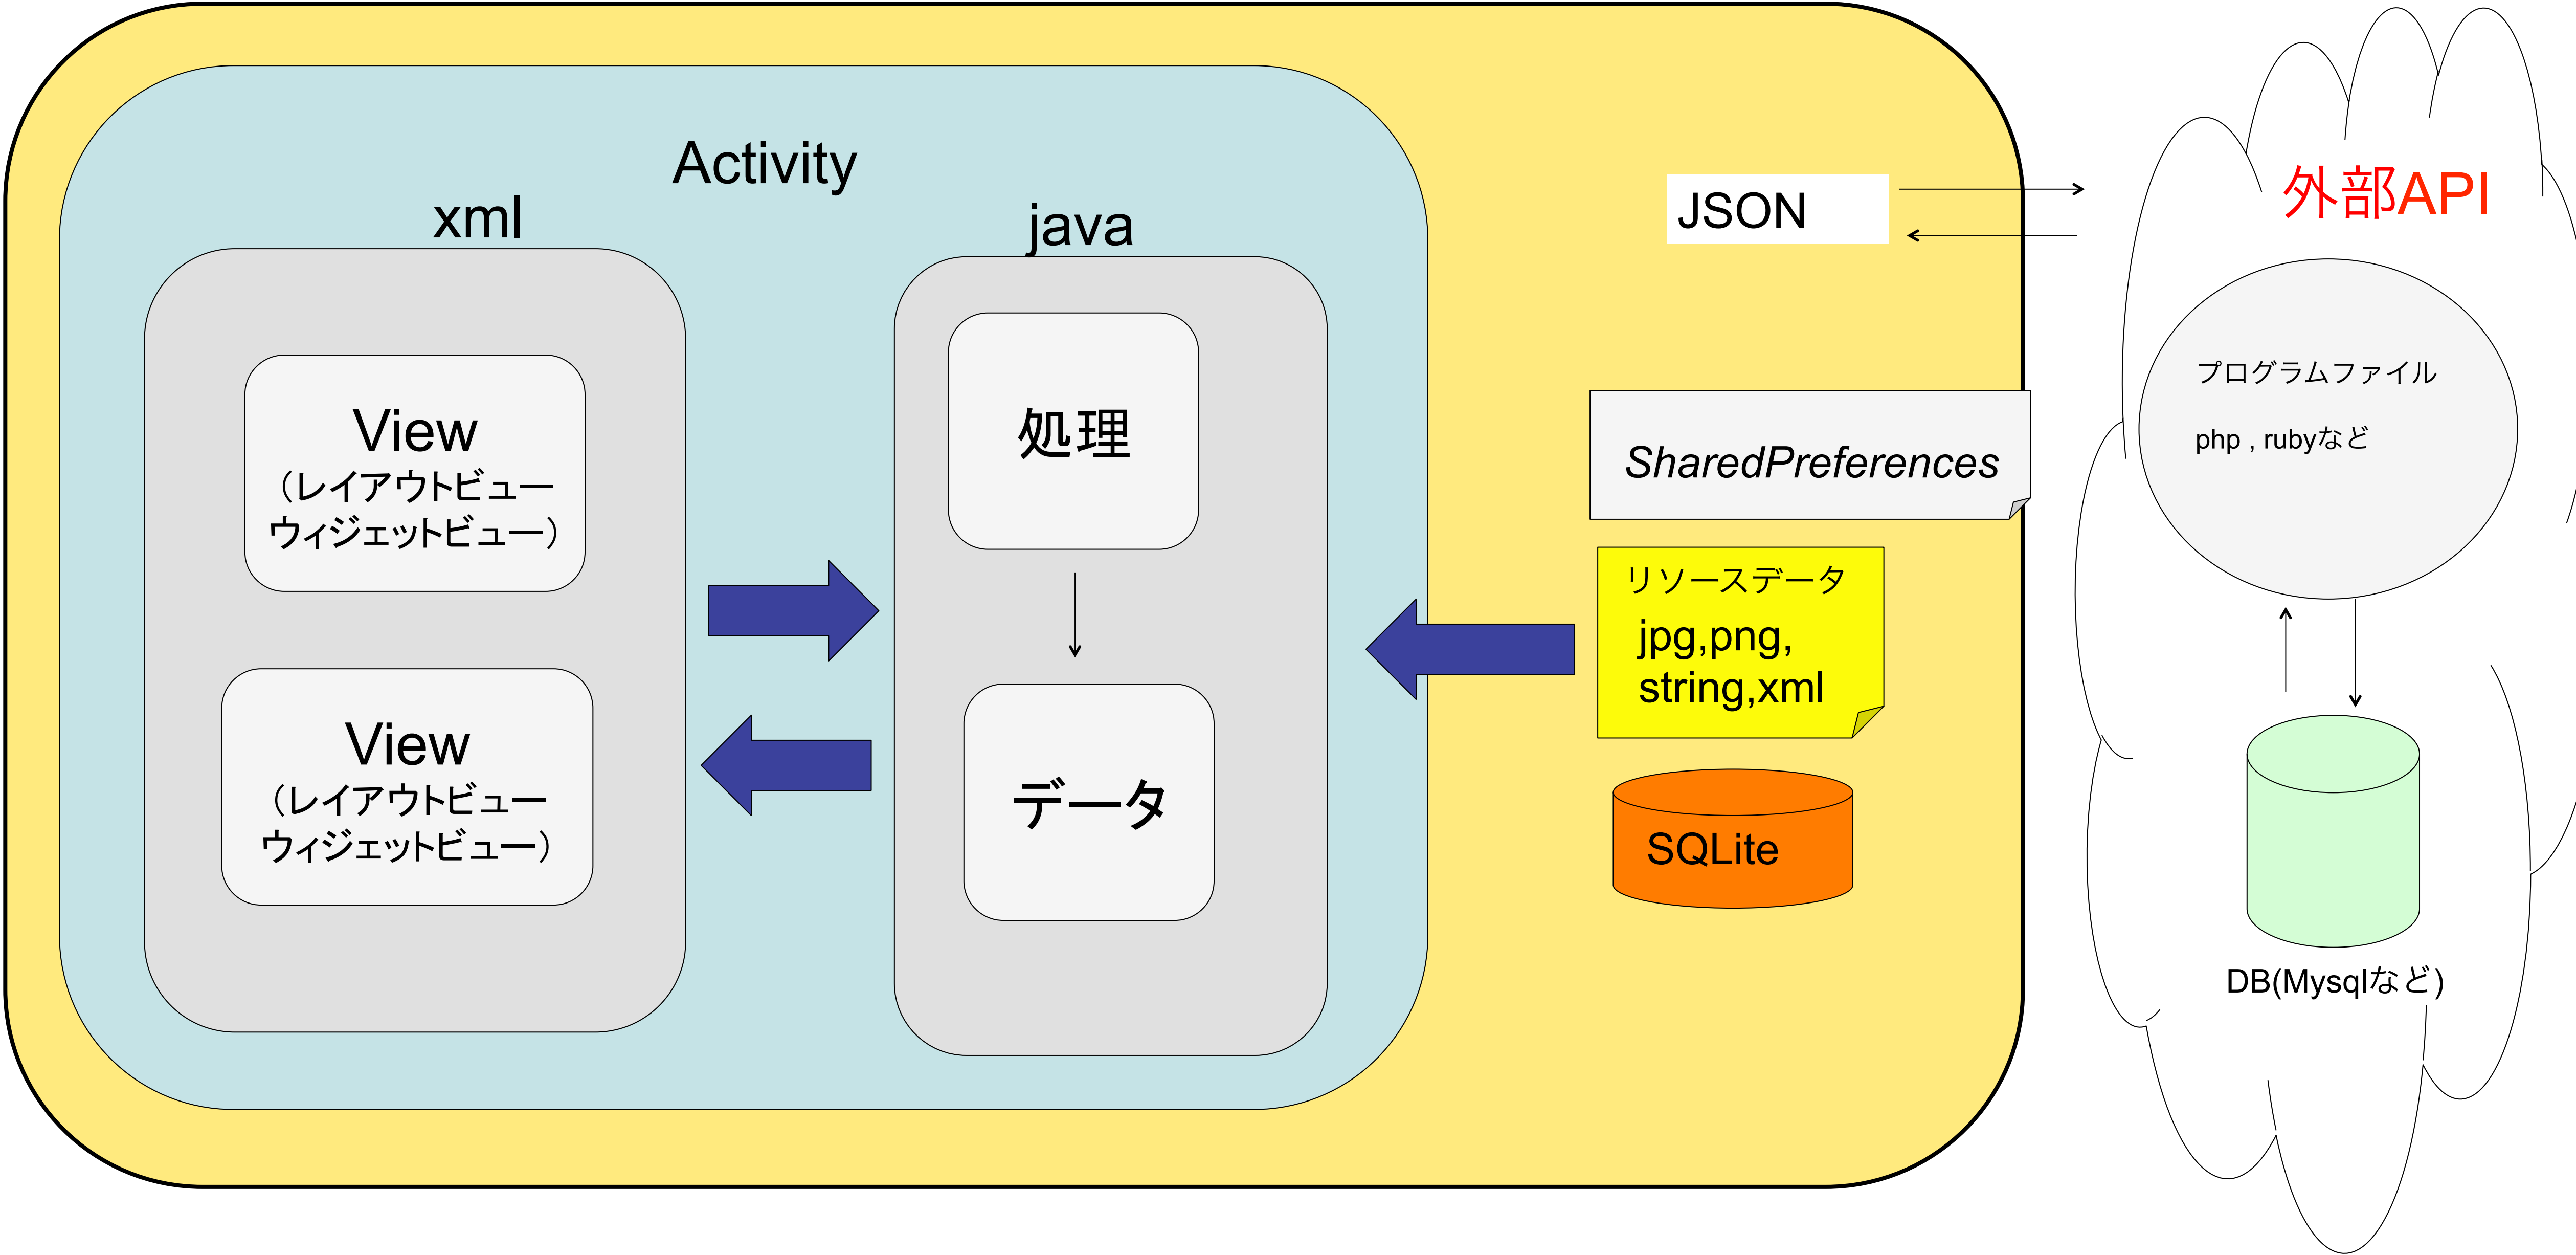 Activity
xml
java
View
（レイアウトビュー
ウィジェットビュー）
View
（レイアウトビュー
ウィジェットビュー）
処理
データ
JSON
SharedPreferences
リソースデータ
jpg,png,
string,xml
SQLite
外部API
プログラムファイル
php , rubyなど
DB(Mysqlなど)